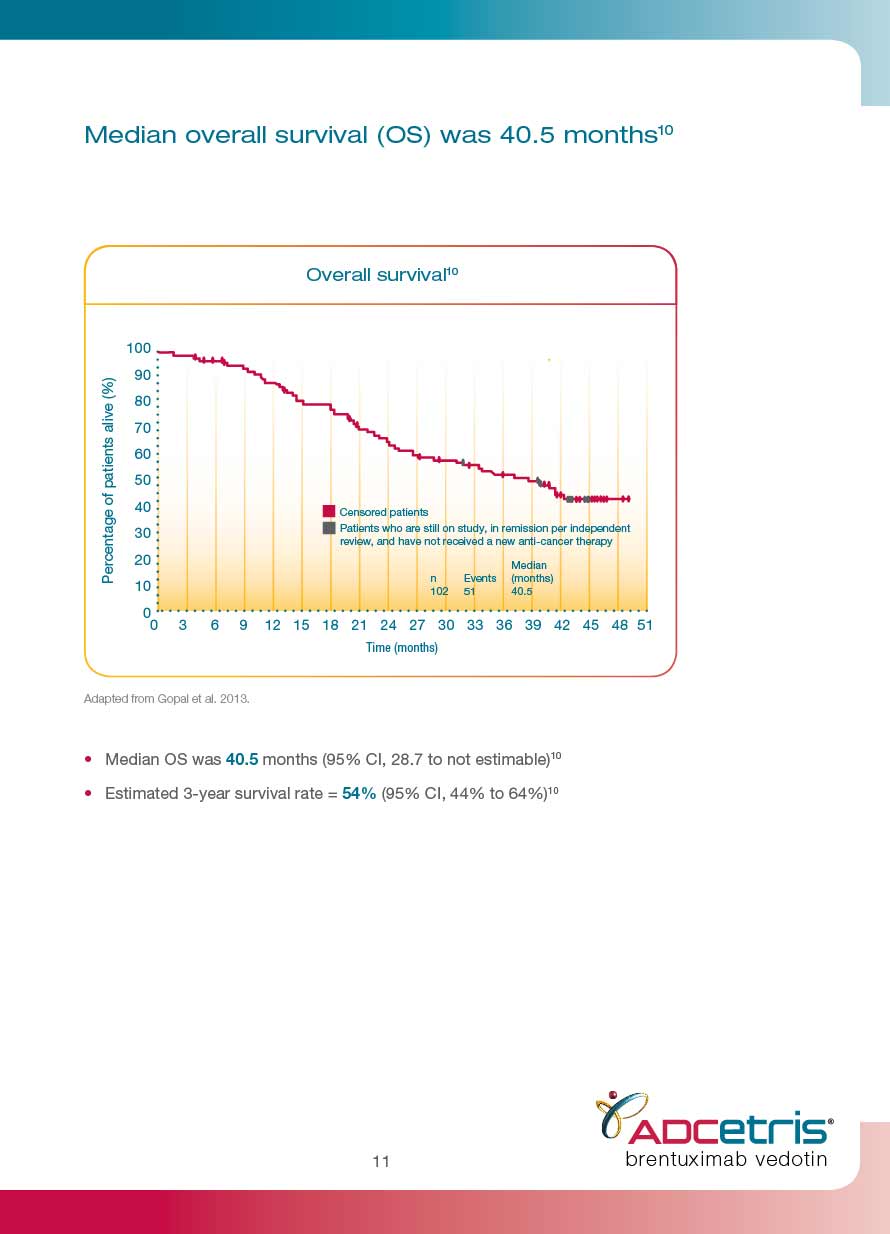 Median overall survival (OS) was 40.5 months10
Overall survival10
Percentage of patients alive (%)
100
90
80
70
60
50
40
30
20
10
0
Censored patients
Patients who are still on study, in remission per independent
review, and have not received a new anti-cancer therapy
Median
n Events (months)
102 51 40.5
0 3 6 9 12 15 18 21 24 27 30 33 36 39 42 45 48 51
Time (months)
Adapted from Gopal et al. 2013.
• Median OS was 40.5 months (95% CI, 28.7 to not estimable)10
• Estimated 3-year survival rate = 54% (95% CI, 44% to 64%)10
ADCetris®
brentuximab vedotin
11